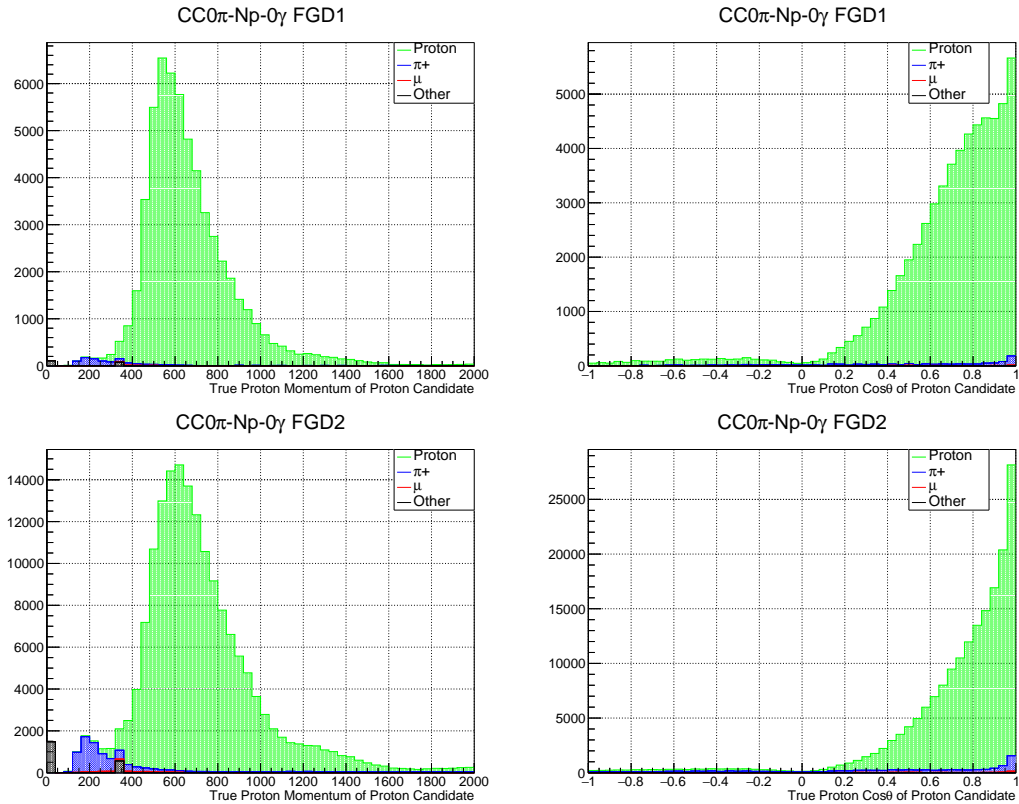 CC0π-Np-0γ FGD1
Proton
π+
μ
Other
6000
5000
4000
3000
2000
1000
0
0 200 400 600 800 1000 1200 1400 1600 1800 2000
True Proton Momentum of Proton Candidate
CC0π-Np-0γ FGD1
Proton
π+
μ
Other
5000
4000
3000
2000
1000
0
−1 −0.8 −0.6 −0.4 −0.2 0 0.2 0.4 0.6 0.8 1
True Proton Cosθ of Proton Candidate
CC0π-Np-0γ FGD2
Proton
π+
μ
Other
14000
12000
10000
8000
6000
4000
2000
0
0 200 400 600 800 1000 1200 1400 1600 1800 2000
True Proton Momentum of Proton Candidate
CC0π-Np-0γ FGD2
Proton
π+
μ
Other
25000
20000
15000
10000
5000
0
−1 −0.8 −0.6 −0.4 −0.2 0 0.2 0.4 0.6 0.8 1
True Proton Cosθ of Proton Candidate